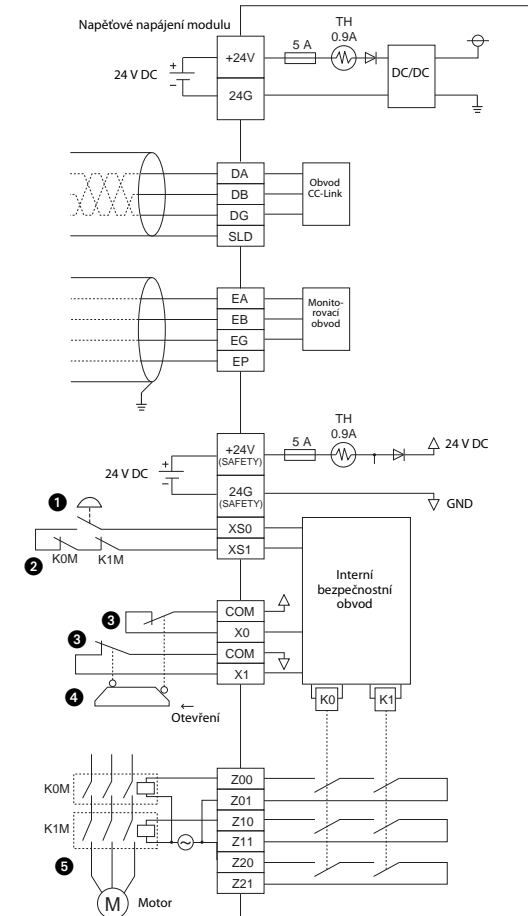 Napěťové napájení modulu
24 V DC
+
−
+24V
24G
5 A
TH
0.9A
DC/DC
DA
DB
DG
SLD
Obvod
CC-Link
EA
EB
EG
EP
Monito-
rovací
obvod
24 V DC
+
−
+24V
(SAFETY)
24G
(SAFETY)
5 A
TH
0.9A
24 V DC
GND
1
2
K0M
K1M
XS0
XS1
Interní
bezpečnostní
obvod
3
3
4
COM
X0
COM
X1
←
Otevření
K0
K1
K0M
K1M
5
M
Motor
Z00
Z01
Z10
Z11
Z20
Z21